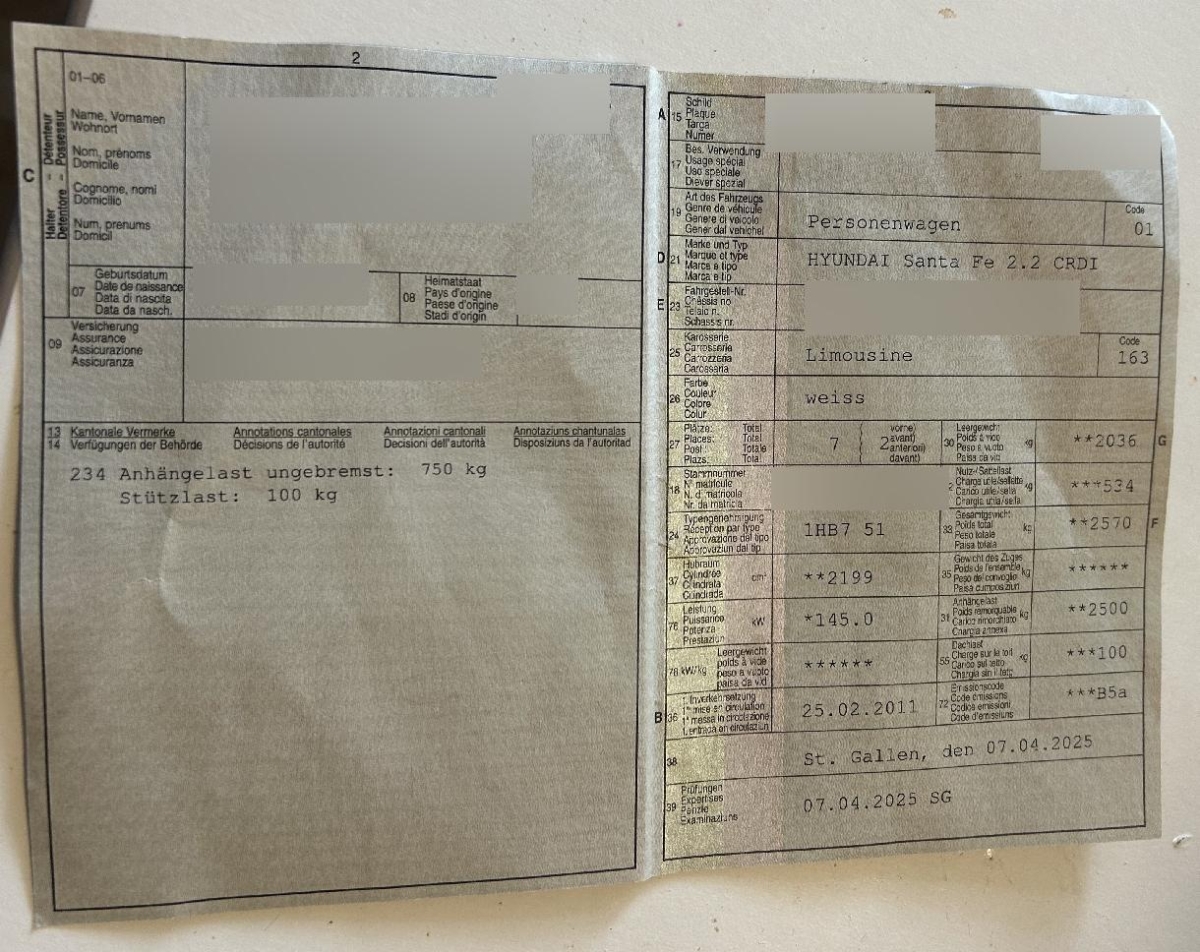 2
01-06
C
Halter - Détenteur
Detentore - Possessur
Name, Vornamen
Wohnort
Nom, prénoms
Domicile
Cognome, nomi
Domicilio
Num, prenums
Domicil
07
Geburtsdatum
Date de naissance
Data di nascita
Data da nasch.
08
Heimatstaat
Pays d'origine
Paese d'origine
Stadi d'origin
09
Versicherung
Assurance
Assicurazione
Assicuranza
13 Kantonale Vermerke Annotations cantonales Annotazioni cantonali Annotaziuns chantunalas
14 Verfügungen der Behörde Décisions de l'autorité Decisioni dell'autorità Disposiziuns da l'autoritad
234 Anhängelast ungebremst: 750 kg
Stützlast: 100 kg
A 15
Schild
Plaque
Targa
Numer
17
Bes. Verwendung
Usage spécial
Uso speciale
Diever spezial
19
Art des Fahrzeugs
Genre de véhicule
Genere di veicolo
Gener dal vehichel
Personenwagen
Code
01
D 21
Marke und Typ
Marque et type
Marca e tipo
Marca e tip
HYUNDAI Santa Fe 2.2 CRDI
E 23
Fahrgestell-Nr.
Châssis no
Telaio n.
Schassis nr.
25
Karosserie
Carrosserie
Carrozzeria
Carossaria
Limousine
Code
163
26
Farbe
Couleur
Colore
Colur
weiss
27
Plätze: Total
Places: Total
Posti: Totale
Plazs: Total
7
2
vorne)
avant)
anteriori)
davant)
30
Leergewicht
Poids à vide
Peso a vuoto
Paisa da vid
kg
**2036
G
18
Stammnummer
N° matricule
N. di matricola
Nr. da matricla
Nutz-/Sattellast
Charge utile/sellette
Carico utile/sella
Chargia utila/sella
kg
***534
24
Typengenehmigung
Réception par type
Approvazione del tipo
Approvaziun dal tip
1HB7 51
33
Gesamtgewicht
Poids total
Peso totale
Paisa totala
kg
**2570
F
37
Hubraum
Cylindrée
Cilindrata
Cilindrada
cm³
**2199
35
Gewicht des Zuges
Poids de l'ensemble
Peso del convoglio
Paisa cumposiziun
kg
******
76
Leistung
Puissance
Potenza
Prestaziun
kW
*145.0
31
Anhängelast
Poids remorquable
Carico rimorchiato
Chargia annexa
kg
**2500
78 kW/kg
Leergewicht
poids à vide
peso a vuoto
paisa da vid
******
55
Dachlast
Charge sur le toit
Carico sul tetto
Chargia sin il tetg
kg
***100
B 36
1. Inverkehrsetzung
1re mise en circulation
1a messa in circolazione
1. entrada en circulaziun
25.02.2011
72
Emissionscode
Code émissions
Codice emissioni
Code d'emissiuns
***B5a
38
St. Gallen, den 07.04.2025
39
Prüfungen
Expertises
Perizie
Examinaziuns
07.04.2025 SG